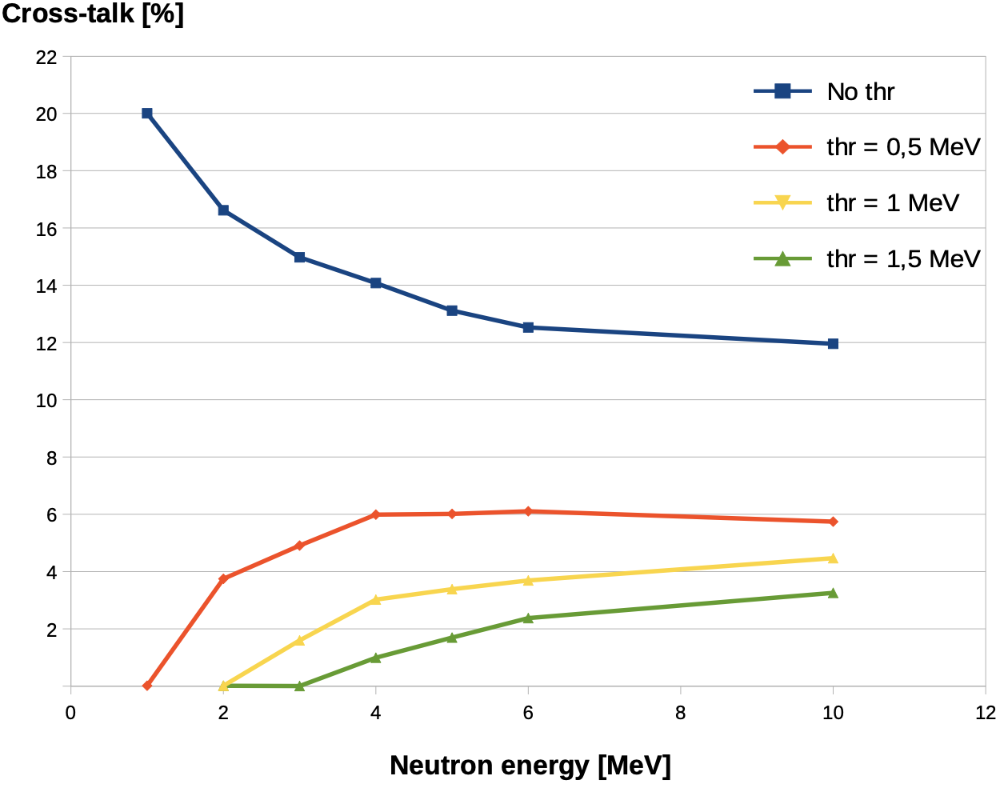 Cross-talk [%]
22
20
18
16
14
12
10
8
6
4
2
No thr
thr = 0,5 MeV
thr = 1 MeV
thr = 1,5 MeV
0 2 4 6 8 10 12
Neutron energy [MeV]